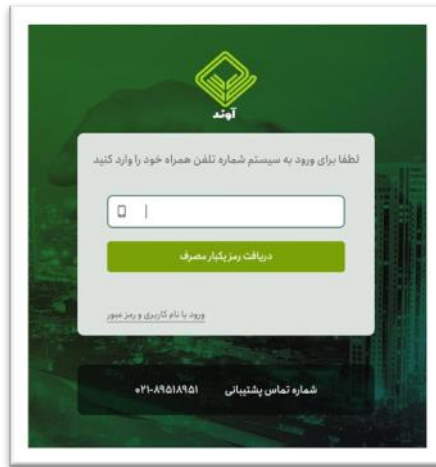 آوند
لطفا برای ورود به سیستم شماره تلفن همراه خود را وارد کنید
دریافت رمز یکبار مصرف
ورود با نام کاربری و رمز عبور
شماره تماس پشتیبانی ۰۲۱-۸۹۵۱۸۹۵۱